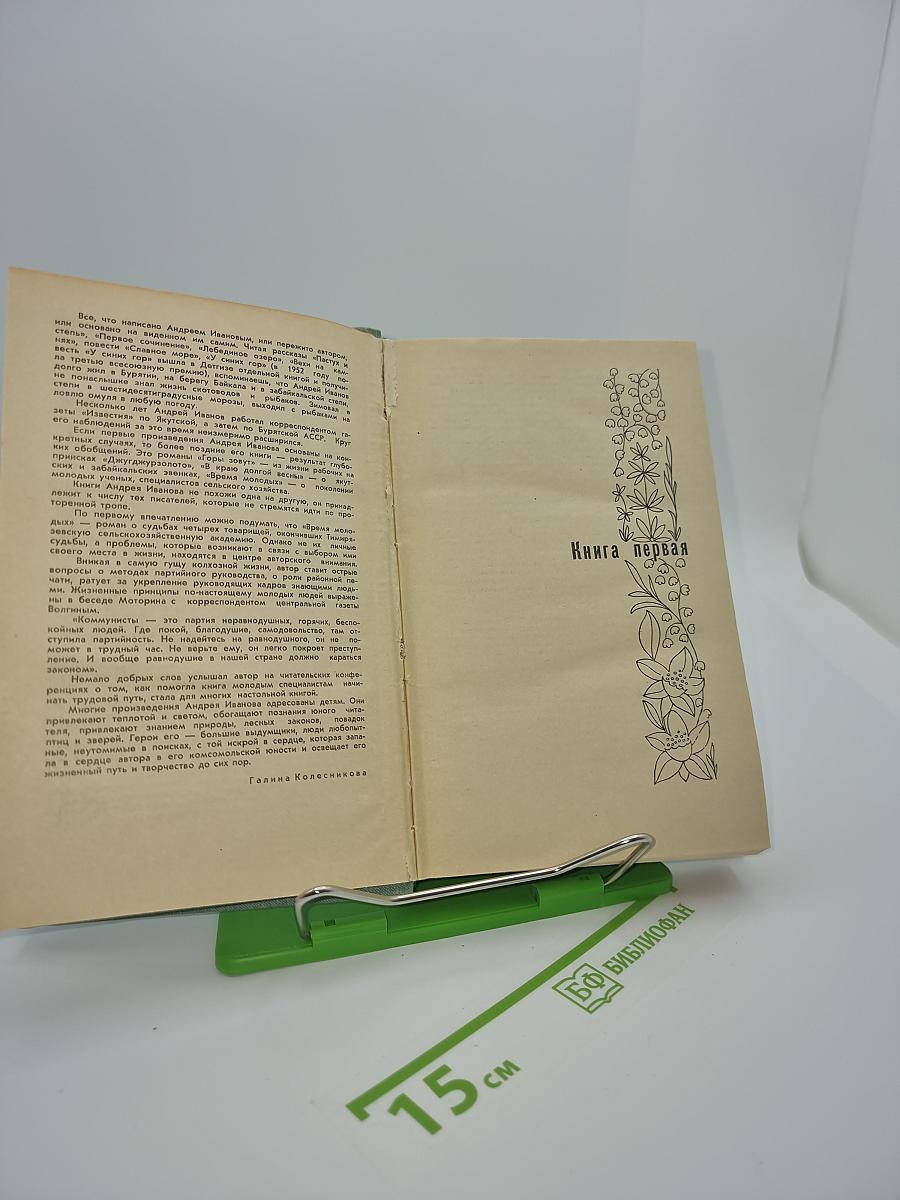 Все, что написано Андреем Ивановым, или пережито автором,
или основано на виденном им самим. Читая рассказы «Пастух и
степь», «Первое сочинение», «Лебединое озеро», «Вехи на кам-
нях», повести «Славное море», «У синих гор» (в 1952 году по-
весть «У синих гор» вышла в Детгизе отдельной книгой и получи-
ла третью всесоюзную премию), вспоминаешь, что Андрей Иванов
долго жил в Бурятии, на берегу Байкала и в забайкальской степи,
не понаслышке знал жизнь скотоводов и рыбаков. Зимовал в
степи в шестидесятиградусные морозы, выходил с рыбаками на
ловлю омуля в любую погоду.
Несколько лет Андрей Иванов работал корреспондентом га-
зеты «Известия» по Якутской, а затем по Бурятской АССР. Круг
его наблюдений за это время неизмеримо расширился.
Если первые произведения Андрея Иванова основаны на кон-
кретных случаях, то более поздние его книги — результат глубо-
ких обобщений. Это романы «Горы зовут» — из жизни рабочих на
приисках «Джугджурзолото», «В краю долгой весны» — о якут-
ских и забайкальских эвенках, «Время молодых» — о поколении
молодых ученых, специалистов сельского хозяйства.
Книги Андрея Иванова не похожи одна на другую, он принад-
лежит к числу тех писателей, которые не стремятся идти по про-
торенной тропе.
По первому впечатлению можно подумать, что «Время моло-
дых» — роман о судьбах четырех товарищей, окончивших Тимиря-
зевскую сельскохозяйственную академию. Однако не их личные
судьбы, а проблемы, которые возникают в связи с выбором ими
своего места в жизни, находятся в центре авторского внимания.
Вникая в самую гущу колхозной жизни, автор ставит острые
вопросы о методах партийного руководства, о роли районной пе-
чати, ратует за укрепление руководящих кадров знающими людь-
ми. Жизненные принципы по-настоящему молодых людей выраже-
ны в беседе Моторина с корреспондентом центральной газеты
Волгиным.
«Коммунисты — это партия неравнодушных, горячих, беспо-
койных людей. Где покой, благодушие, самодовольство, там от-
ступила партийность. Не надейтесь на равнодушного, он не по-
может в трудный час. Не верьте ему, он легко покроет преступ-
ление. И вообще равнодушие в нашей стране должно караться
законом».
Немало добрых слов услышал автор на читательских конфе-
ренциях о том, как помогла книга молодым специалистам начи-
нать трудовой путь, стала для многих настольной книгой.
Многие произведения Андрея Иванова адресованы детям. Они
привлекают теплотой и светом, обогащают познания юного чита-
теля, привлекают знанием природы, лесных законов, повадок
птиц и зверей. Герои его — большие выдумщики, люди любопыт-
ные, неутомимые в поисках, с той искрой в сердце, которая запа-
ла в сердце автора в его комсомольской юности и освещает его
жизненный путь и творчество до сих пор.
Галина Колесникова
Книга первая
БФ БИБЛИОФАН
15 см